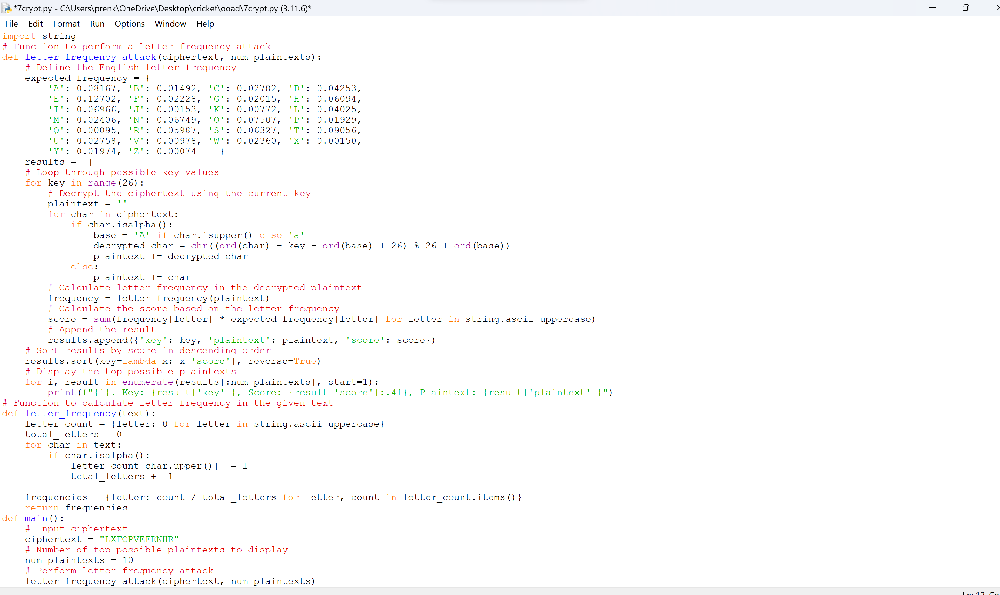 *7crypt.py - C:\Users\prenk\OneDrive\Desktop\cricket\ooad\7crypt.py (3.11.6)*
File Edit Format Run Options Window Help
import string
# Function to perform a letter frequency attack
def letter_frequency_attack(ciphertext, num_plaintexts):
    # Define the English letter frequency
    expected_frequency = {
        'A': 0.08167, 'B': 0.01492, 'C': 0.02782, 'D': 0.04253,
        'E': 0.12702, 'F': 0.02228, 'G': 0.02015, 'H': 0.06094,
        'I': 0.06966, 'J': 0.00153, 'K': 0.00772, 'L': 0.04025,
        'M': 0.02406, 'N': 0.06749, 'O': 0.07507, 'P': 0.01929,
        'Q': 0.00095, 'R': 0.05987, 'S': 0.06327, 'T': 0.09056,
        'U': 0.02758, 'V': 0.00978, 'W': 0.02360, 'X': 0.00150,
        'Y': 0.01974, 'Z': 0.00074    }
    results = []
    # Loop through possible key values
    for key in range(26):
        # Decrypt the ciphertext using the current key
        plaintext = ''
        for char in ciphertext:
            if char.isalpha():
                base = 'A' if char.isupper() else 'a'
                decrypted_char = chr((ord(char) - key - ord(base) + 26) % 26 + ord(base))
                plaintext += decrypted_char
            else:
                plaintext += char
        # Calculate letter frequency in the decrypted plaintext
        frequency = letter_frequency(plaintext)
        # Calculate the score based on the letter frequency
        score = sum(frequency[letter] * expected_frequency[letter] for letter in string.ascii_uppercase)
        # Append the result
        results.append({'key': key, 'plaintext': plaintext, 'score': score})
    # Sort results by score in descending order
    results.sort(key=lambda x: x['score'], reverse=True)
    # Display the top possible plaintexts
    for i, result in enumerate(results[:num_plaintexts], start=1):
        print(f"{i}. Key: {result['key']}, Score: {result['score']:.4f}, Plaintext: {result['plaintext']}")
# Function to calculate letter frequency in the given text
def letter_frequency(text):
    letter_count = {letter: 0 for letter in string.ascii_uppercase}
    total_letters = 0
    for char in text:
        if char.isalpha():
            letter_count[char.upper()] += 1
            total_letters += 1

    frequencies = {letter: count / total_letters for letter, count in letter_count.items()}
    return frequencies
def main():
    # Input ciphertext
    ciphertext = "LXFOPVEFRNHR"
    # Number of top possible plaintexts to display
    num_plaintexts = 10
    # Perform letter frequency attack
    letter_frequency_attack(ciphertext, num_plaintexts)